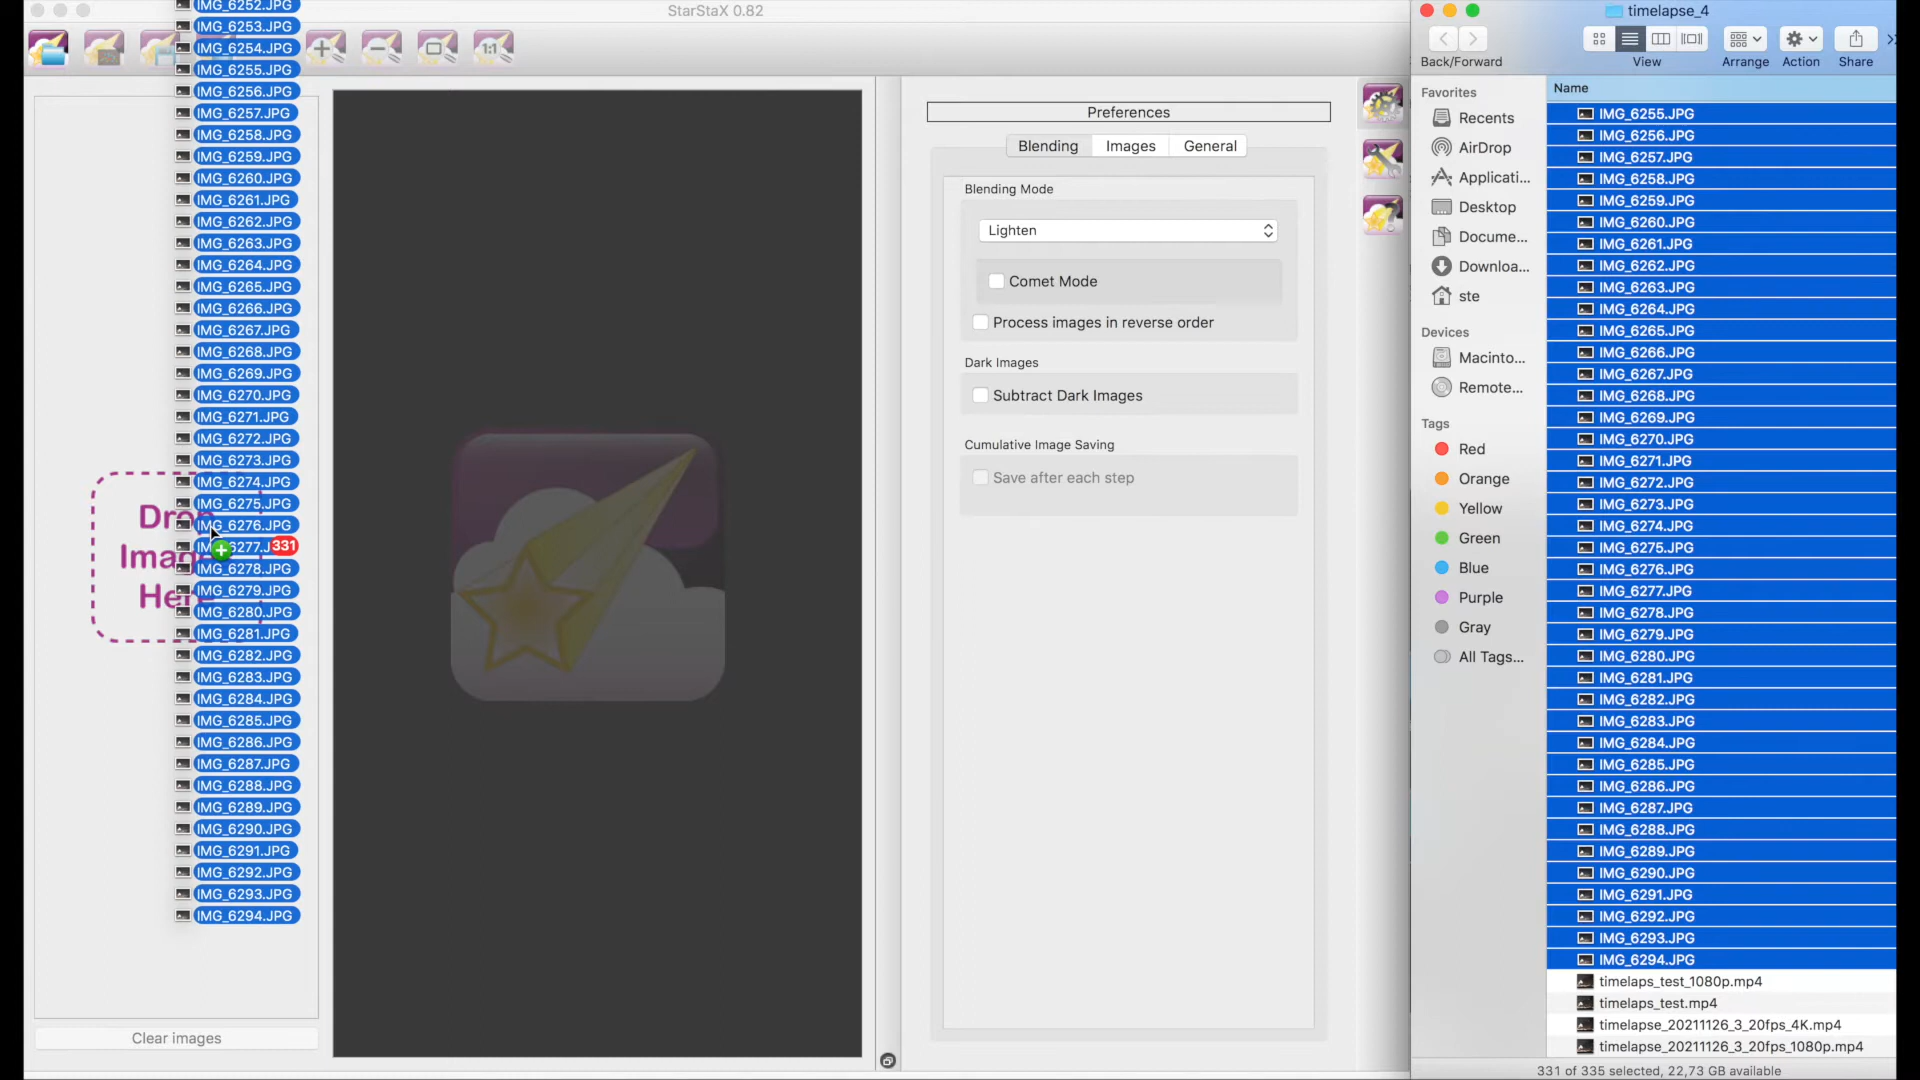 StarStaX 0.82
1:1
IMG_6252.JPG
IMG_6253.JPG
IMG_6254.JPG
IMG_6255.JPG
IMG_6256.JPG
IMG_6257.JPG
IMG_6258.JPG
IMG_6259.JPG
IMG_6260.JPG
IMG_6261.JPG
IMG_6262.JPG
IMG_6263.JPG
IMG_6264.JPG
IMG_6265.JPG
IMG_6266.JPG
IMG_6267.JPG
IMG_6268.JPG
IMG_6269.JPG
IMG_6270.JPG
IMG_6271.JPG
IMG_6272.JPG
IMG_6273.JPG
IMG_6274.JPG
IMG_6275.JPG
IMG_6276.JPG
331
IMG_6278.JPG
IMG_6279.JPG
IMG_6280.JPG
IMG_6281.JPG
IMG_6282.JPG
IMG_6283.JPG
IMG_6284.JPG
IMG_6285.JPG
IMG_6286.JPG
IMG_6287.JPG
IMG_6288.JPG
IMG_6289.JPG
IMG_6290.JPG
IMG_6291.JPG
IMG_6292.JPG
IMG_6293.JPG
IMG_6294.JPG
Drop
Here
Clear images
Preferences
Blending Images General
Blending Mode
Lighten
Comet Mode
Process images in reverse order
Dark Images
Subtract Dark Images
Cumulative Image Saving
Save after each step
timelapse_4
Back/Forward View Arrange Action Share
Favorites
Recents
AirDrop
Applicati...
Desktop
Docume...
Downloa...
ste
Devices
Macinto...
Remote...
Tags
Red
Orange
Yellow
Green
Blue
Purple
Gray
All Tags...
Name
IMG_6255.JPG
IMG_6256.JPG
IMG_6257.JPG
IMG_6258.JPG
IMG_6259.JPG
IMG_6260.JPG
IMG_6261.JPG
IMG_6262.JPG
IMG_6263.JPG
IMG_6264.JPG
IMG_6265.JPG
IMG_6266.JPG
IMG_6267.JPG
IMG_6268.JPG
IMG_6269.JPG
IMG_6270.JPG
IMG_6271.JPG
IMG_6272.JPG
IMG_6273.JPG
IMG_6274.JPG
IMG_6275.JPG
IMG_6276.JPG
IMG_6277.JPG
IMG_6278.JPG
IMG_6279.JPG
IMG_6280.JPG
IMG_6281.JPG
IMG_6282.JPG
IMG_6283.JPG
IMG_6284.JPG
IMG_6285.JPG
IMG_6286.JPG
IMG_6287.JPG
IMG_6288.JPG
IMG_6289.JPG
IMG_6290.JPG
IMG_6291.JPG
IMG_6292.JPG
IMG_6293.JPG
IMG_6294.JPG
timelaps_test_1080p.mp4
timelaps_test.mp4
timelapse_20211126_3_20fps_4K.mp4
timelapse_20211126_3_20fps_1080p.mp4
331 of 335 selected, 22,73 GB available